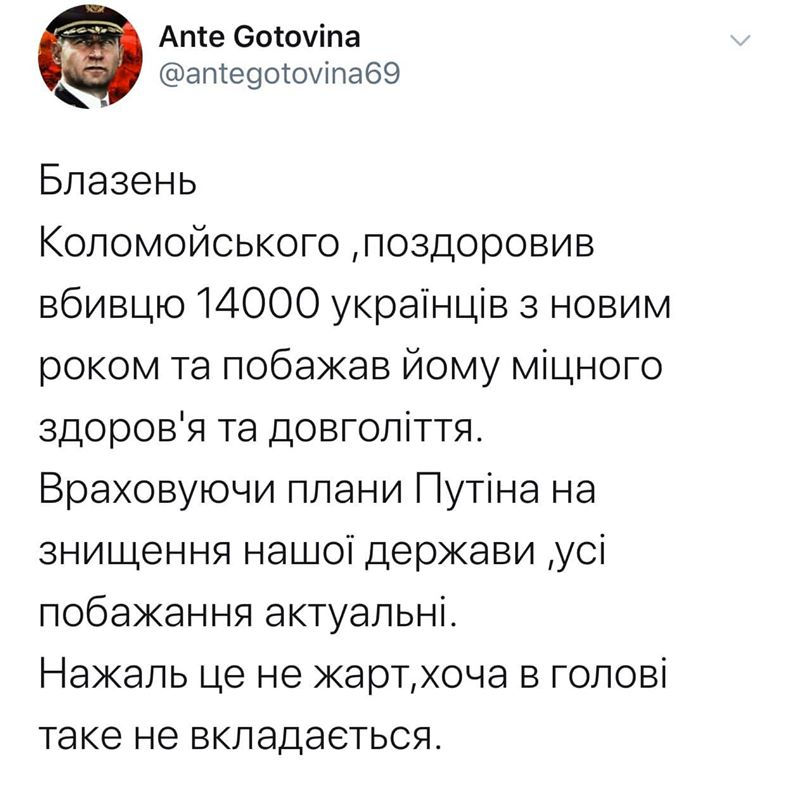 Ante Gotovina
@antegotovina69
Блазень
Коломойського ,поздоровив
вбивцю 14000 українців з новим
роком та побажав йому міцного
здоров'я та довголіття.
Враховуючи плани Путіна на
знищення нашої держави ,усі
побажання актуальні.
Нажаль це не жарт,хоча в голові
таке не вкладається.